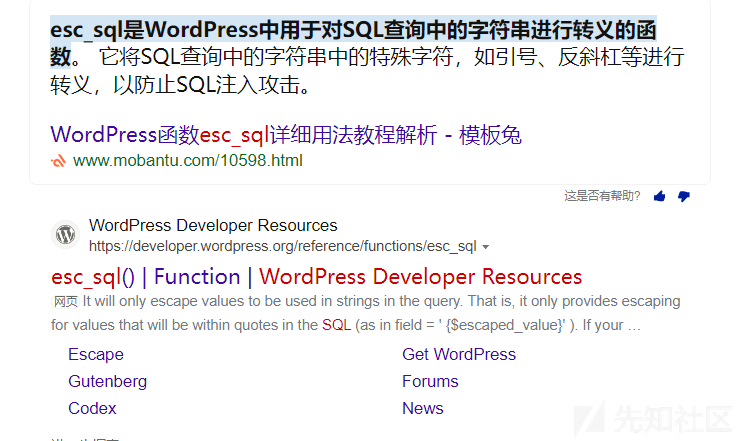 esc_sql是WordPress中用于对SQL查询中的字符串进行转义的函
数。 它将SQL查询中的字符串中的特殊字符，如引号、反斜杠等进行
转义，以防止SQL注入攻击。
WordPress函数esc_sql详细用法教程解析 - 模板兔
www.mobantu.com/10598.html
这是否有帮助?
WordPress Developer Resources
https://developer.wordpress.org/reference/functions/esc_sql
esc_sql() | Function | WordPress Developer Resources
网页 It will only escape values to be used in strings in the query. That is, it only provides escaping
for values that will be within quotes in the SQL (as in field = ' {$escaped_value}' ). If your …
Escape Get WordPress
Gutenberg Forums
Codex News
先知社区